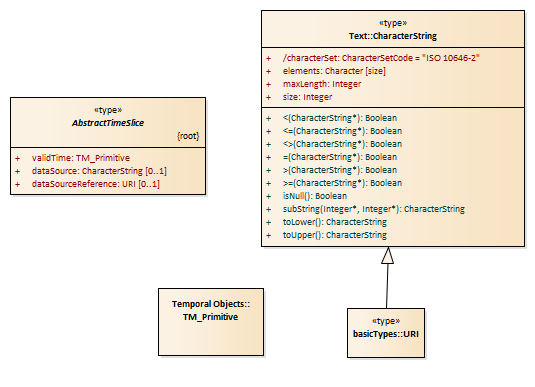 «type»
Text::CharacterString
+ /characterSet: CharacterSetCode = "ISO 10646-2"
+ elements: Character [size]
+ maxLength: Integer
+ size: Integer
+ <(CharacterString*): Boolean
+ <=(CharacterString*): Boolean
+ <>(CharacterString*): Boolean
+ =(CharacterString*): Boolean
+ >(CharacterString*): Boolean
+ >=(CharacterString*): Boolean
+ isNull(): Boolean
+ subString(Integer*, Integer*): CharacterString
+ toLower(): CharacterString
+ toUpper(): CharacterString
«type»
AbstractTimeSlice
{root}
+ validTime: TM_Primitive
+ dataSource: CharacterString [0..1]
+ dataSourceReference: URI [0..1]
Temporal Objects::
TM_Primitive
«type»
basicTypes::URI